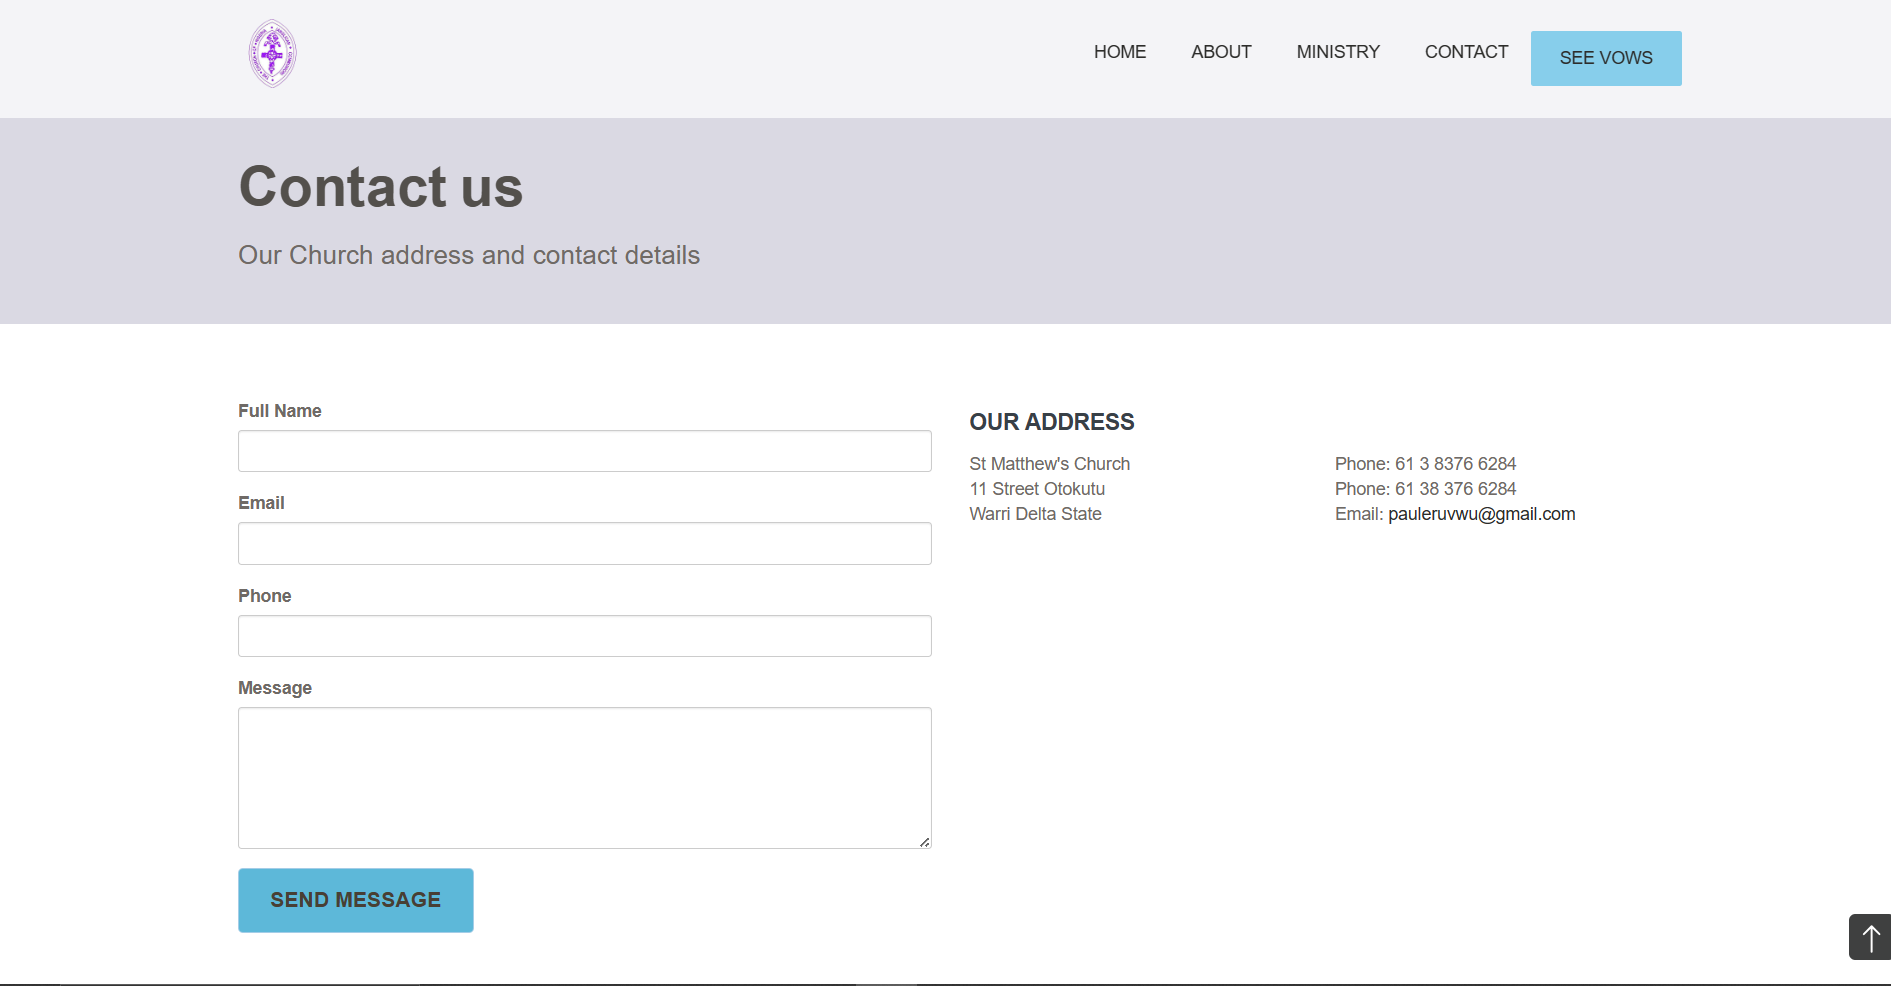 HOME ABOUT MINISTRY CONTACT SEE VOWS
Contact us
Our Church address and contact details
Full Name
Email
Phone
Message
SEND MESSAGE
OUR ADDRESS
St Matthew's Church
11 Street Otokutu
Warri Delta State
Phone: 61 3 8376 6284
Phone: 61 38 376 6284
Email: pauleruvwu@gmail.com